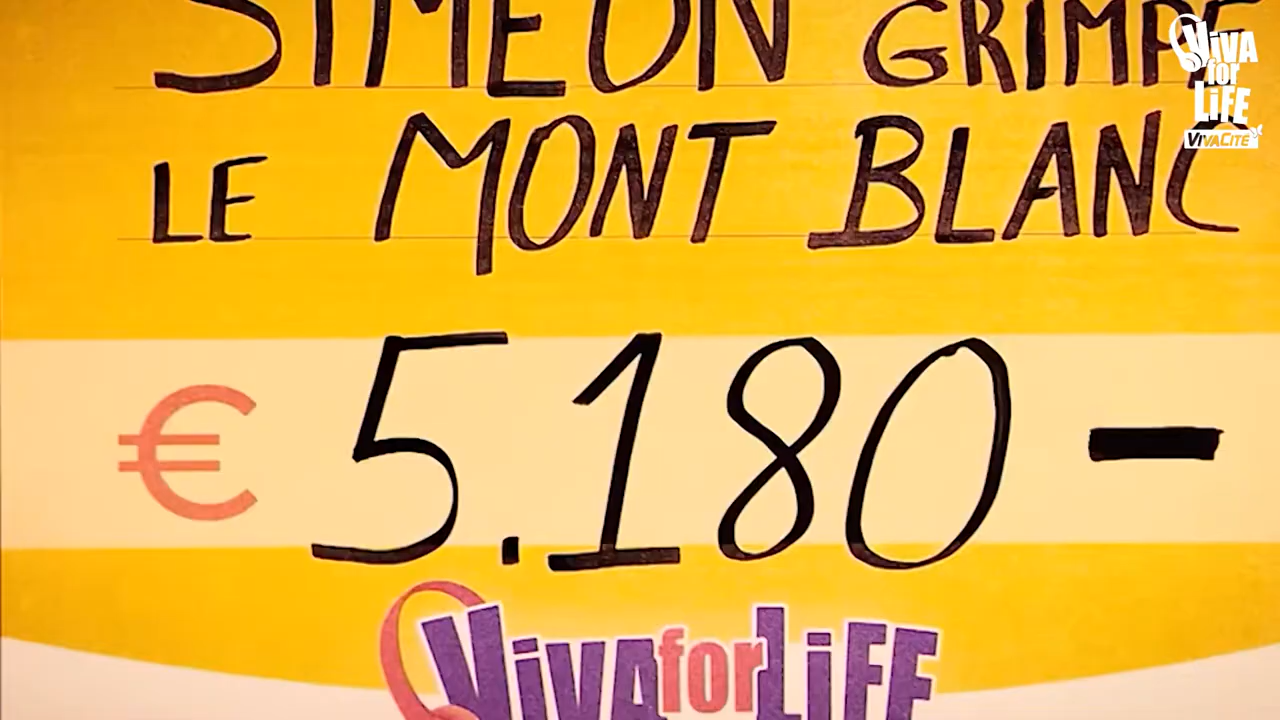 SIMEON GRIMPE
LE MONT BLANC
€ 5.180 -
ViVA for LiFE
ViVA
for
LiFE
VIVACITÉ